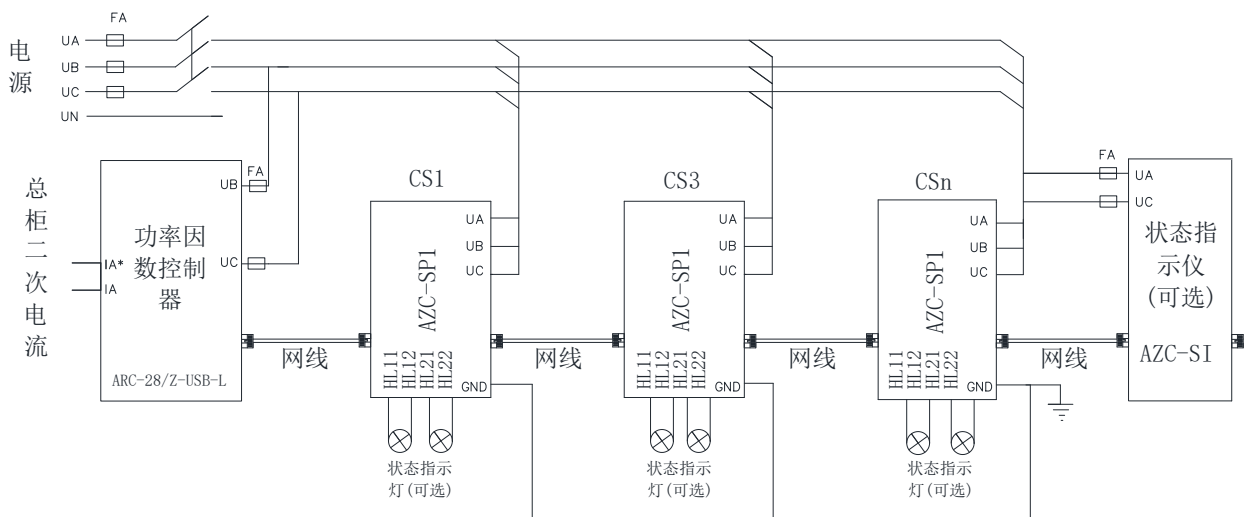 FA
电源
UA
UB
UC
UN
总柜二次电流
FA
UB
UC
IA*
IA
功率因
数控制
器
ARC-28/Z-USB-L
网线
CS1
UA
UB
UC
AZC-SP1
HL11
HL12
HL21
HL22
GND
状态指示
灯(可选)
网线
CS3
UA
UB
UC
AZC-SP1
HL11
HL12
HL21
HL22
GND
状态指示
灯(可选)
网线
CSn
UA
UB
UC
AZC-SP1
HL11
HL12
HL21
HL22
GND
状态指示
灯(可选)
网线
FA
UA
UC
状态指
示仪
(可选)
AZC-SI